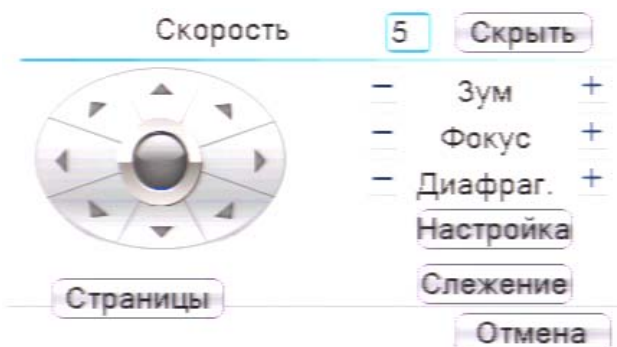 Скорость 5 Скрыть
− Зум +
− Фокус +
− Диафраг. +
Настройка
Страницы Слежение
Отмена